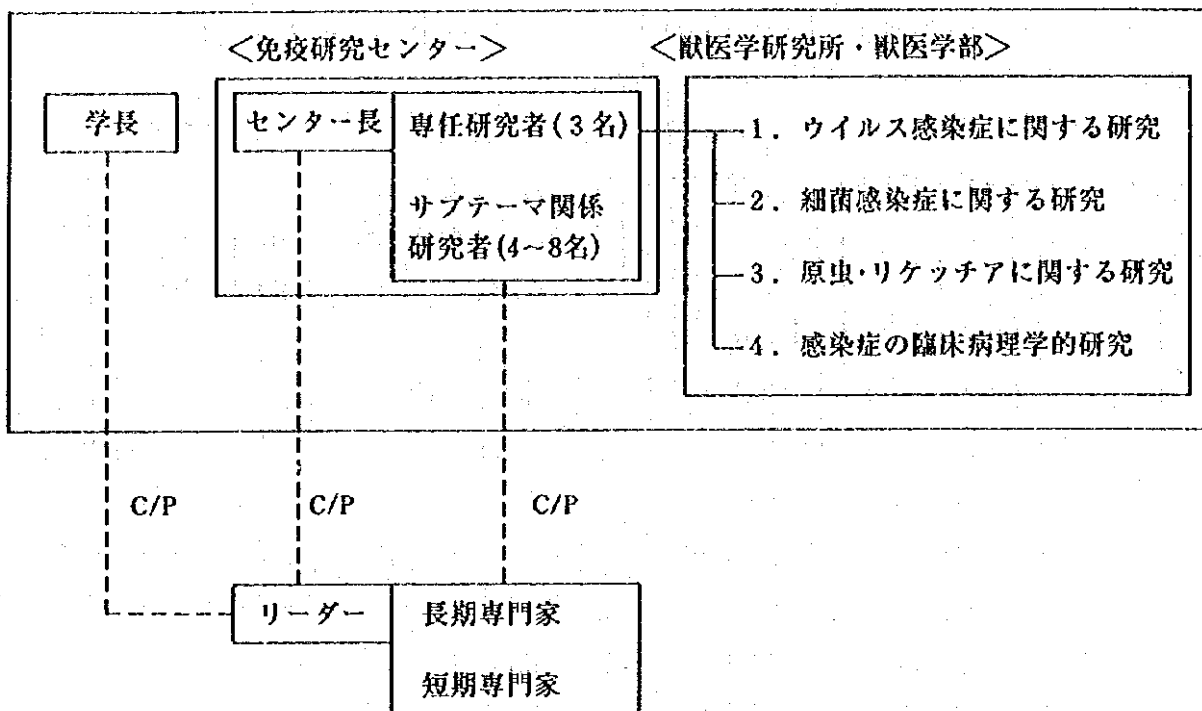 ＜免疫研究センター＞
＜獣医学研究所・獣医学部＞
学長
センター長
専任研究者(3名)
サブテーマ関係
研究者(4~8名)
1. ウイルス感染症に関する研究
2. 細菌感染症に関する研究
3. 原虫・リケッチアに関する研究
4. 感染症の臨床病理学的研究
C/P
C/P
C/P
リーダー
長期専門家
短期専門家